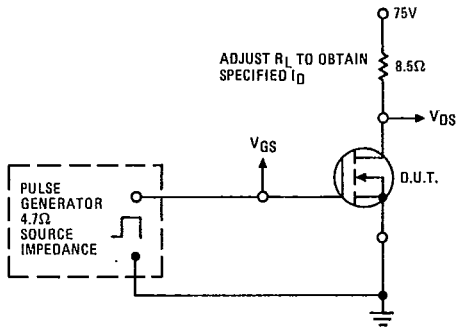 75V
ADJUST RL TO OBTAIN
SPECIFIED ID
8.5Ω
VDS
VGS
D.U.T.
PULSE
GENERATOR
4.7Ω
SOURCE
IMPEDANCE